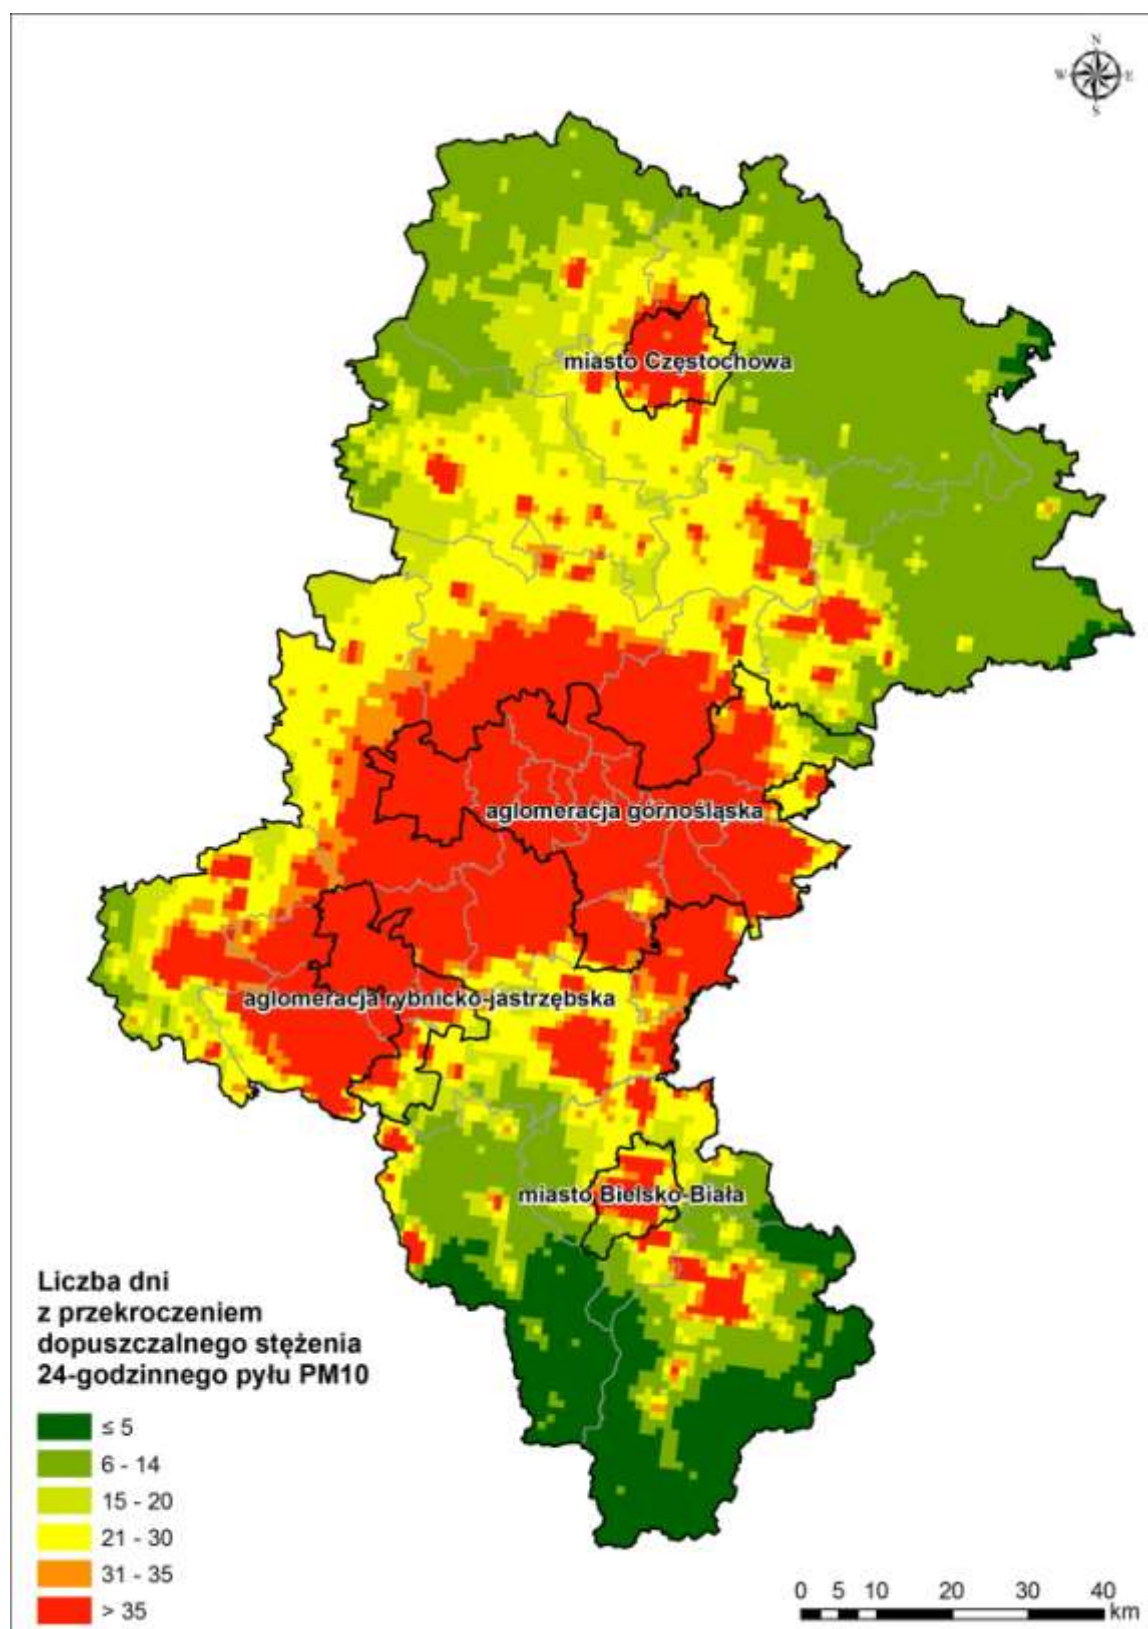 N
W E
S
miasto Częstochowa
aglomeracja górnośląska
aglomeracja rybnicko-jastrzębska
miasto Bielsko-Biała
Liczba dni
z przekroczeniem
dopuszczalnego stężenia
24-godzinnego pyłu PM10
≤ 5
6 - 14
15 - 20
21 - 30
31 - 35
> 35
0 5 10 20 30 40
km